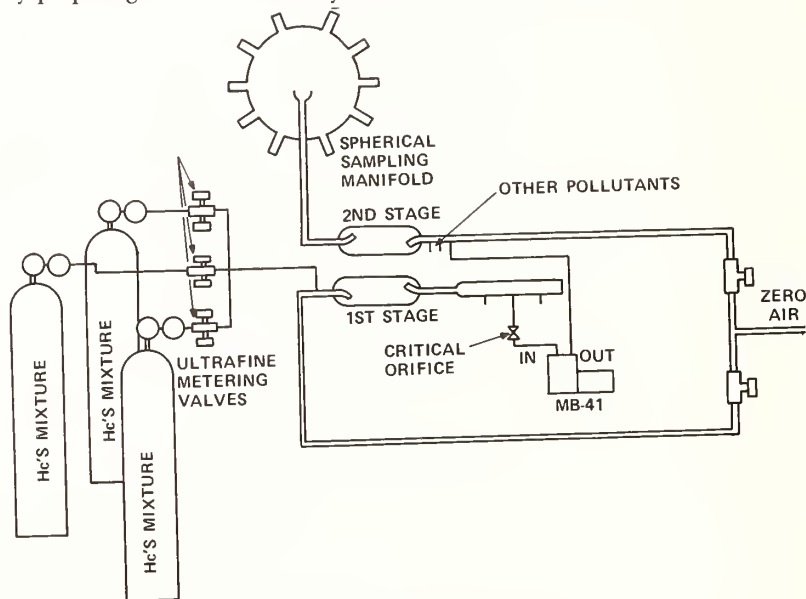 SPHERICAL
SAMPLING
MANIFOLD
OTHER POLLUTANTS
2ND STAGE
1ST STAGE
ZERO
AIR
CRITICAL
ORIFICE
IN
OUT
MB-41
ULTRAFINE
METERING
VALVES
Hc'S MIXTURE
Hc'S MIXTURE
Hc'S MIXTURE